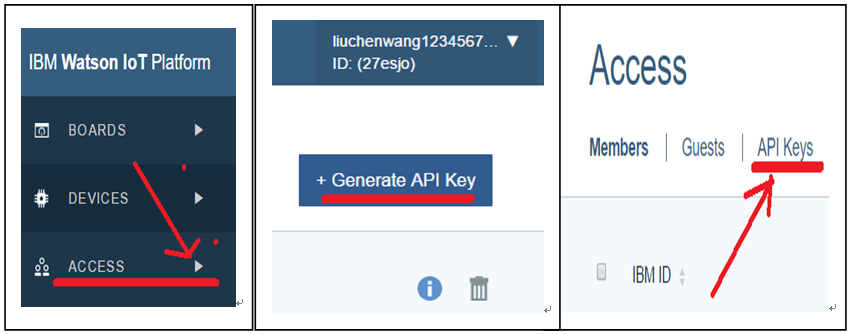 IBM Watson IoT Platform
BOARDS
DEVICES
ACCESS
liuchenwang1234567... ▼
ID: (27esjo)
+ Generate API Key
Access
Members | Guests | API Keys
IBM ID